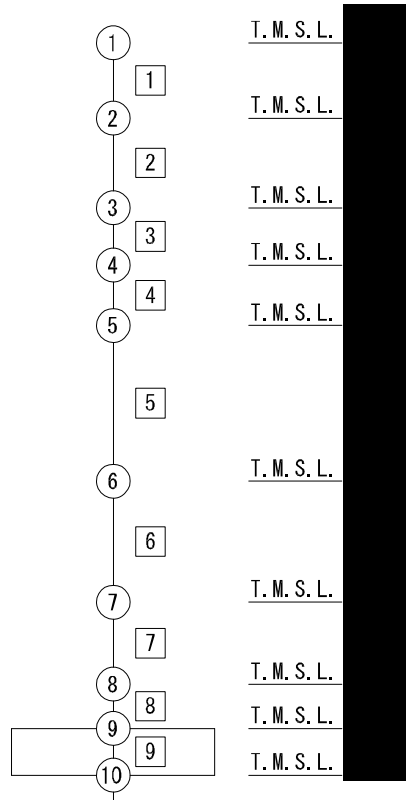 1 T.M.S.L.
1
2 T.M.S.L.
2
3 T.M.S.L.
3
4 T.M.S.L.
4
5 T.M.S.L.
5
6 T.M.S.L.
6
7 T.M.S.L.
7
8 T.M.S.L.
8
9 T.M.S.L.
9
10 T.M.S.L.